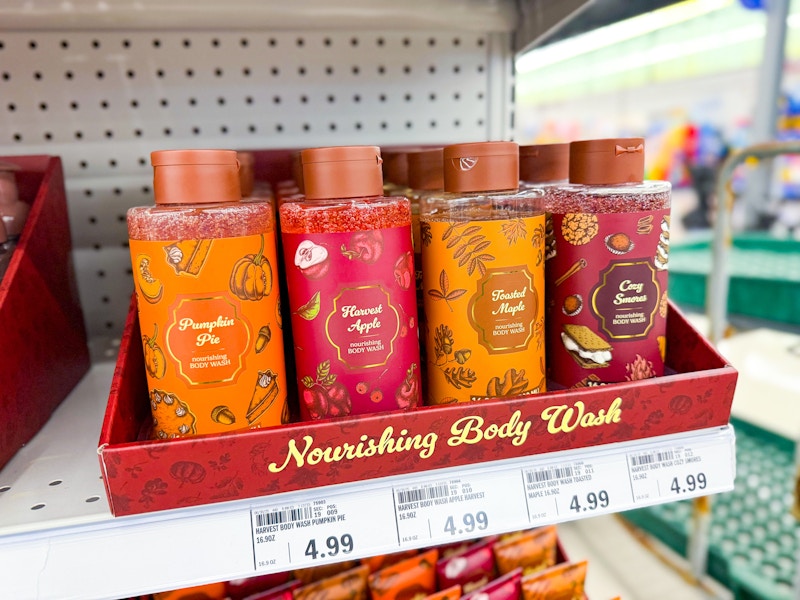 Pumpkin
Pie
nourishing
BODY WASH
Harvest
Apple
nourishing
BODY WASH
Toasted
Maple
nourishing
BODY WASH
Cozy
Smores
nourishing
BODY WASH
Nourishing Body Wash
HARVEST BODY WASH PUMPKIN PIE
16.9OZ
4.99
HARVEST BODY WASH APPLE HARVEST
16.9OZ
4.99
HARVEST BODY WASH TOASTED
MAPLE 16.9OZ
4.99
HARVEST BODY WASH COZY SMORES
16.9OZ
4.99